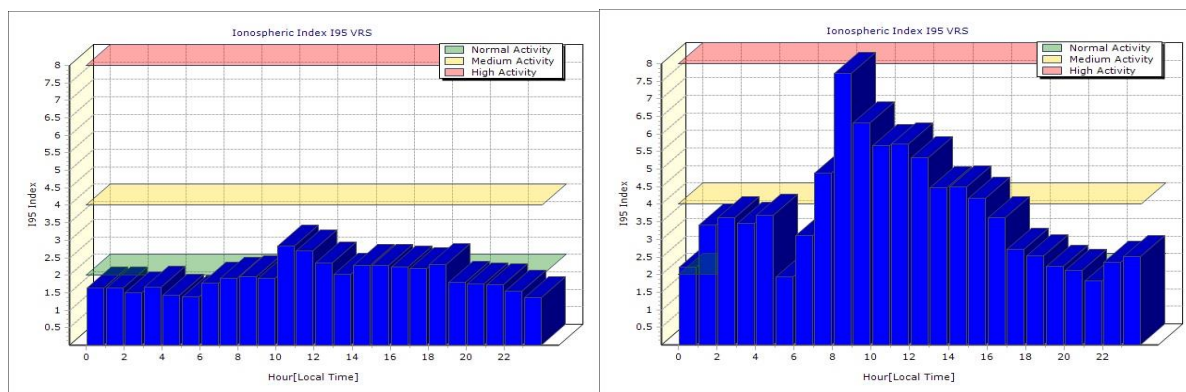 Ionospheric Index I95 VRS
Normal Activity
Medium Activity
High Activity
8
7.5
7
6.5
6
5.5
5
4.5
4
3.5
3
2.5
2
1.5
1
0.5
I95 Index
0 2 4 6 8 10 12 14 16 18 20 22
Hour[Local Time]
Ionospheric Index I95 VRS
Normal Activity
Medium Activity
High Activity
8
7.5
7
6.5
6
5.5
5
4.5
4
3.5
3
2.5
2
1.5
1
0.5
I95 Index
0 2 4 6 8 10 12 14 16 18 20 22
Hour[Local Time]